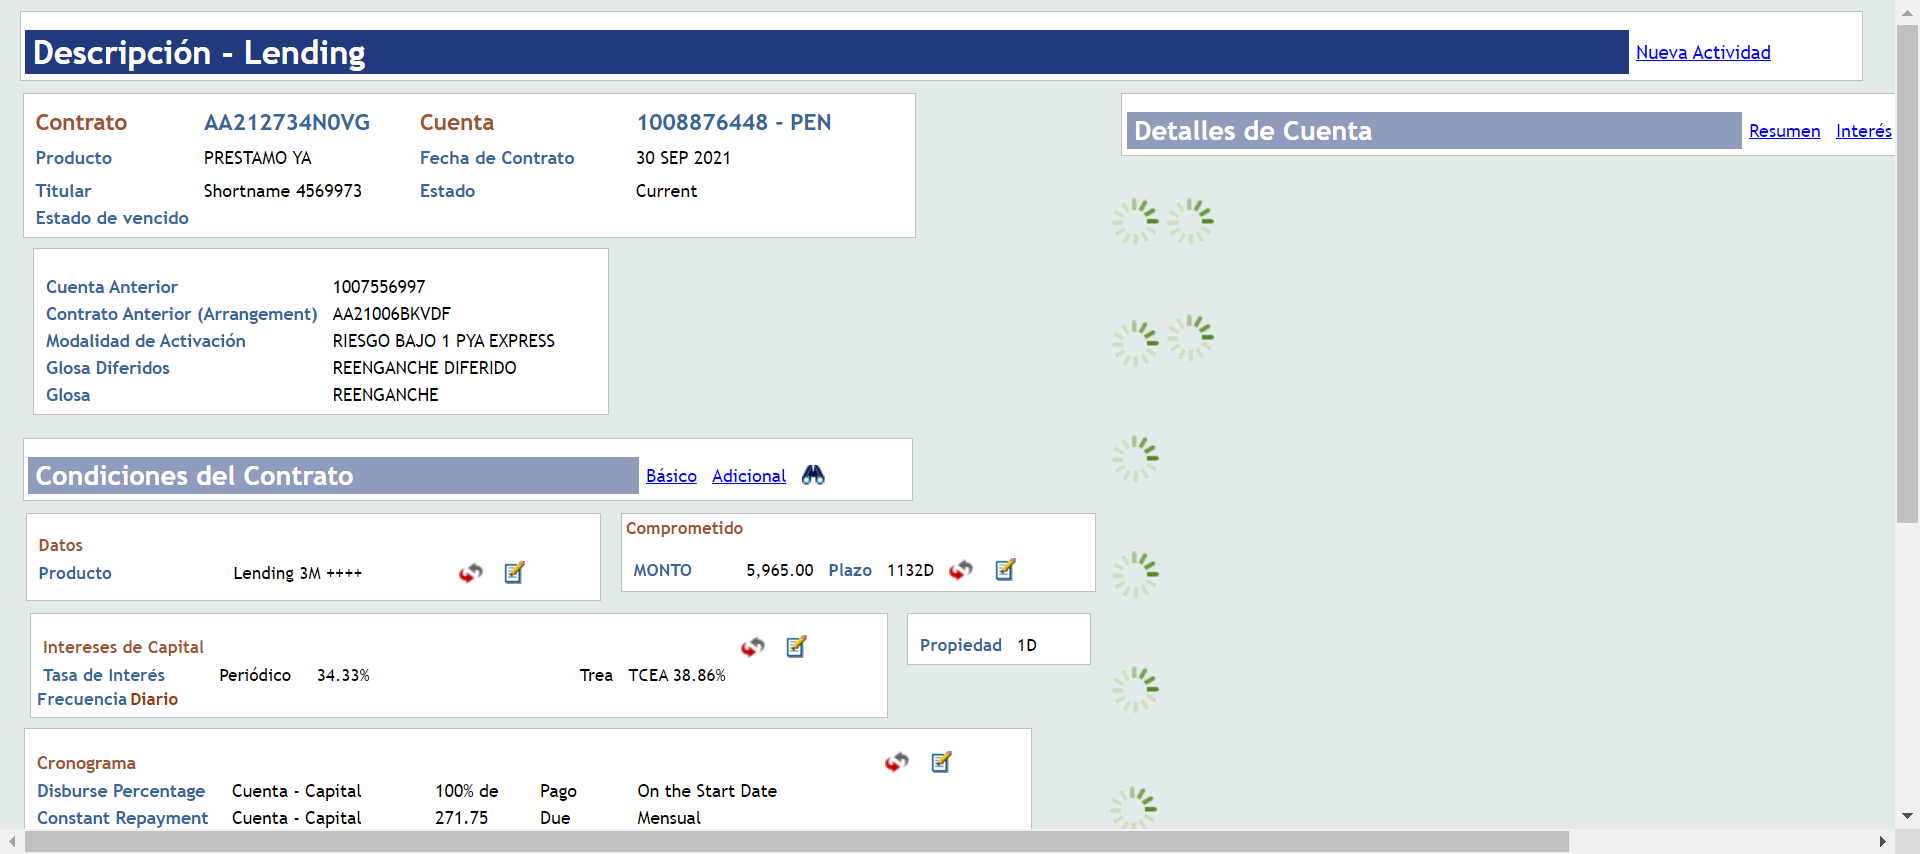 Descripción - Lending
Nueva Actividad
Contrato AA212734N0VG Cuenta 1008876448 - PEN
Producto PRESTAMO YA Fecha de Contrato 30 SEP 2021
Titular Shortname 4569973 Estado Current
Estado de vencido
Detalles de Cuenta
Resumen Interés
Cuenta Anterior 1007556997
Contrato Anterior (Arrangement) AA21006BKVDF
Modalidad de Activación RIESGO BAJO 1 PYA EXPRESS
Glosa Diferidos REENGANCHE DIFERIDO
Glosa REENGANCHE
Condiciones del Contrato
Básico Adicional
Datos
Producto Lending 3M ++++
Comprometido
MONTO 5,965.00 Plazo 1132D
Intereses de Capital
Tasa de Interés Periódico 34.33% Trea TCEA 38.86%
Frecuencia Diario
Propiedad 1D
Cronograma
Disburse Percentage Cuenta - Capital 100% de Pago On the Start Date
Constant Repayment Cuenta - Capital 271.75 Due Mensual